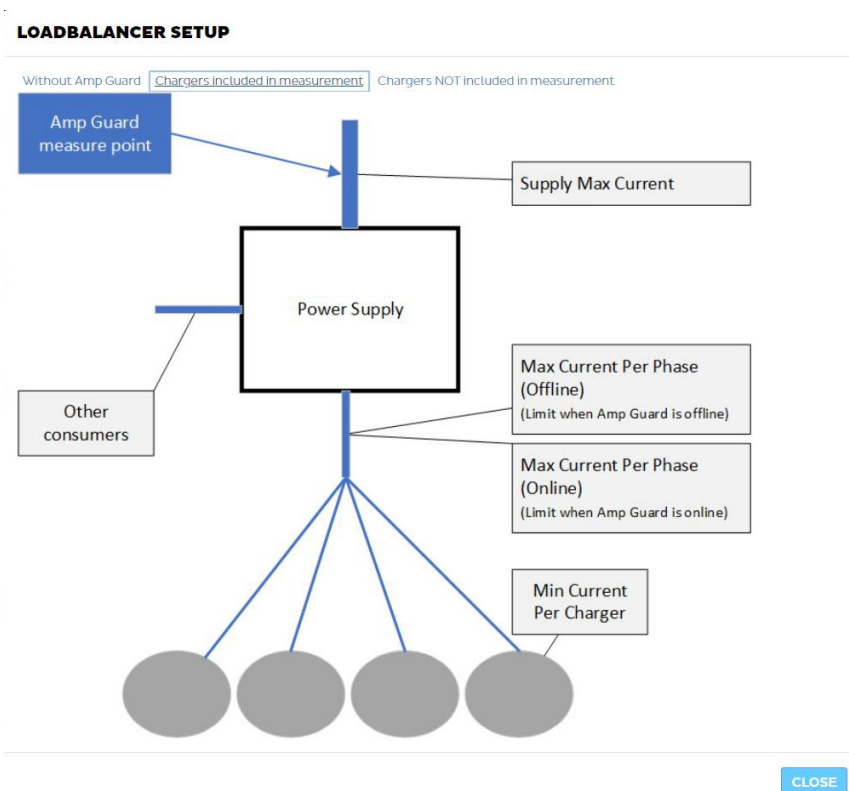 LOADBALANCER SETUP
Without Amp Guard Chargers included in measurement Chargers NOT included in measurement
Amp Guard
measure point
Supply Max Current
Power Supply
Max Current Per Phase
(Offline)
(Limit when Amp Guard is offline)
Other
consumers
Max Current Per Phase
(Online)
(Limit when Amp Guard is online)
Min Current
Per Charger
CLOSE